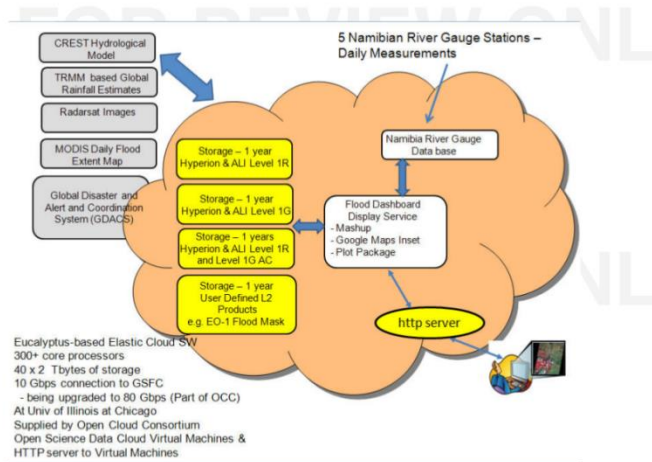 FOR REVIEW ONL
CREST Hydrological
Model
TRMM based Global
Rainfall Estimates
Radarsat Images
MODIS Daily Flood
Extent Map
Global Disaster and
Alert and Coordination
System (GDACS)
5 Namibian River Gauge Stations –
Daily Measurements
Storage – 1 year
Hyperion & ALI Level 1R
Storage – 1 year
Hyperion & ALI Level 1G
Storage – 1 years
Hyperion & ALI Level 1R
and Level 1G AC
Storage – 1 year
User Defined L2
Products
e.g. EO-1 Flood Mask
Namibia River Gauge
Data base
Flood Dashboard
Display Service
- Mashup
- Google Maps Inset
- Plot Package
http server
NL
Eucalyptus-based Elastic Cloud SW
300+ core processors
40 x 2 Tbytes of storage
10 Gbps connection to GSFC
- being upgraded to 80 Gbps (Part of OCC)
At Univ of Illinois at Chicago
Supplied by Open Cloud Consortium
Open Science Data Cloud Virtual Machines &
HTTP server to Virtual Machines